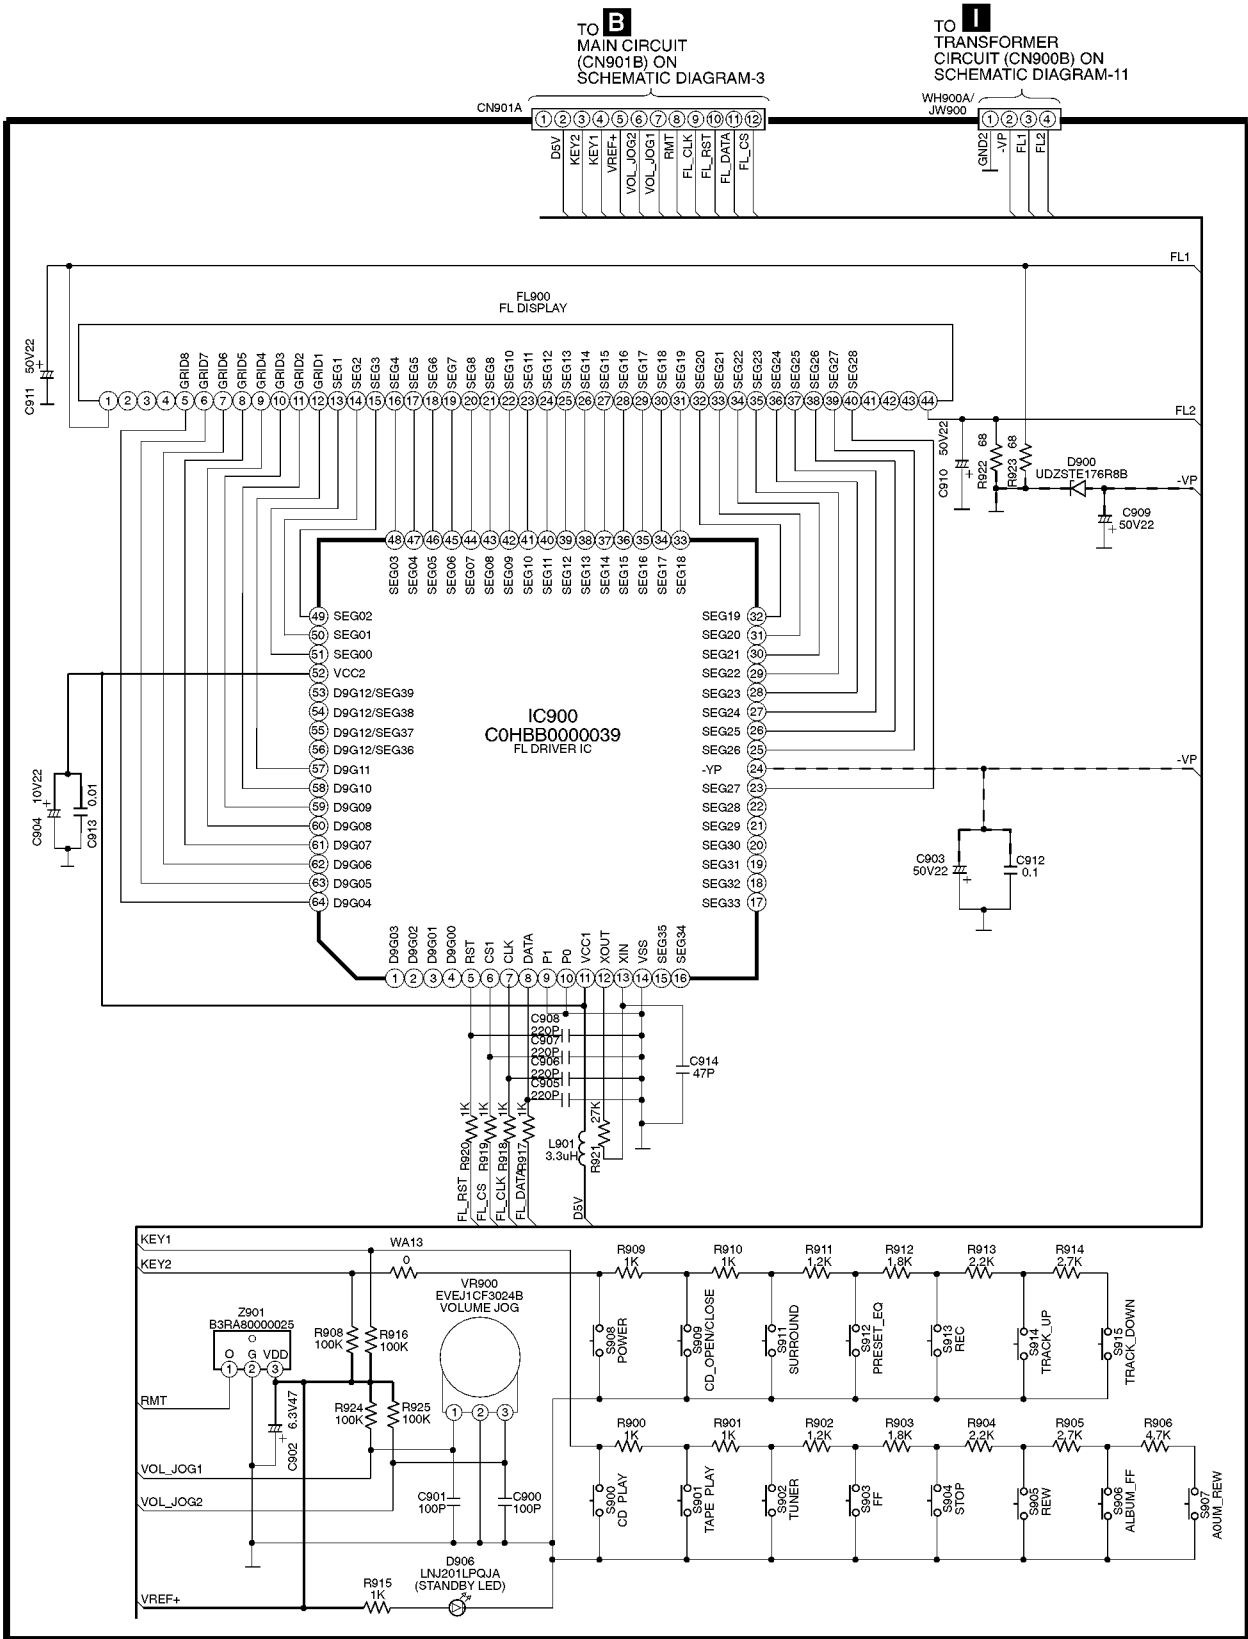 TO B
MAIN CIRCUIT
(CN901B) ON
SCHEMATIC DIAGRAM-3
TO I
TRANSFORMER
CIRCUIT (CN900B) ON
SCHEMATIC DIAGRAM-11
CN901A
1 2 3 4 5 6 7 8 9 10 11 12
WH900A/
JW900
1 2 3 4
D5V
KEY2
KEY1
VREF+
VOL_JOG2
VOL_JOG1
RMT
FL_CLK
FL_RST
FL_DATA
FL_CS
GND2
-VP
FL1
FL2
FL1
FL900
FL DISPLAY
C911 50V22
GRID8
GRID7
GRID6
GRID5
GRID4
GRID3
GRID2
GRID1
SEG1
SEG2
SEG3
SEG4
SEG5
SEG6
SEG7
SEG8
SEG8
SEG10
SEG11
SEG12
SEG13
SEG14
SEG15
SEG16
SEG17
SEG18
SEG19
SEG20
SEG21
SEG22
SEG23
SEG24
SEG25
SEG26
SEG27
SEG28
1 2 3 4 5 6 7 8 9 10 11 12 13 14 15 16 17 18 19 20 21 22 23 24 25 26 27 28 29 30 31 32 33 34 35 36 37 38 39 40 41 42 43 44
FL2
C910 50V22
R922 68
R923 68
D900
UDZSTE176R8B
-VP
C909
50V22
48 47 46 45 44 43 42 41 40 39 38 37 36 35 34 33
SEG03
SEG04
SEG05
SEG06
SEG07
SEG08
SEG09
SEG10
SEG11
SEG12
SEG13
SEG14
SEG15
SEG16
SEG17
SEG18
49 SEG02
50 SEG01
51 SEG00
52 VCC2
53 D9G12/SEG39
54 D9G12/SEG38
55 D9G12/SEG37
56 D9G12/SEG36
57 D9G11
58 D9G10
59 D9G09
60 D9G08
61 D9G07
62 D9G06
63 D9G05
64 D9G04
IC900
C0HBB0000039
FL DRIVER IC
SEG19 32
SEG20 31
SEG21 30
SEG22 29
SEG23 28
SEG24 27
SEG25 26
SEG26 25
-YP 24
SEG27 23
SEG28 22
SEG29 21
SEG30 20
SEG31 19
SEG32 18
SEG33 17
-VP
C904 10V22
C913 0.01
C903
50V22
C912
0.1
D9G03
D9G02
D9G01
D9G00
RST
CS1
CLK
DATA
P1
P0
VCC1
XOUT
XIN
VSS
SEG35
SEG34
1 2 3 4 5 6 7 8 9 10 11 12 13 14 15 16
C908
220P
C907
220P
C906
220P
C905
220P
C914
47P
R920 1K
R919 1K
R918 1K
R917 1K
L901
3.3uH
R921 27K
FL_RST
FL_CS
FL_CLK
FL_DATA
D5V
KEY1
KEY2
WA13
0
R909
1K
R910
1K
R911
1.2K
R912
1.8K
R913
2.2K
R914
2.7K
VR900
EVEJ1CF3024B
VOLUME JOG
Z901
B3RA80000025
O
O G VDD
1 2 3
R908
100K
R916
100K
S908
POWER
S909
CD_OPEN/CLOSE
S911
SURROUND
S912
PRESET_EQ
S913
REC
S914
TRACK_UP
S915
TRACK_DOWN
RMT
C902 6.3V47
R924
100K
R925
100K
1 2 3
R900
1K
R901
1K
R902
1.2K
R903
1.8K
R904
2.2K
R905
2.7K
R906
4.7K
VOL_JOG1
VOL_JOG2
C901
100P
C900
100P
S900
CD PLAY
S901
TAPE PLAY
S902
TUNER
S903
FF
S904
STOP
S905
REW
S906
ALBUM_FF
S907
A0UM_REW
D906
LNJ201LPQJA
(STANDBY LED)
R915
1K
VREF+